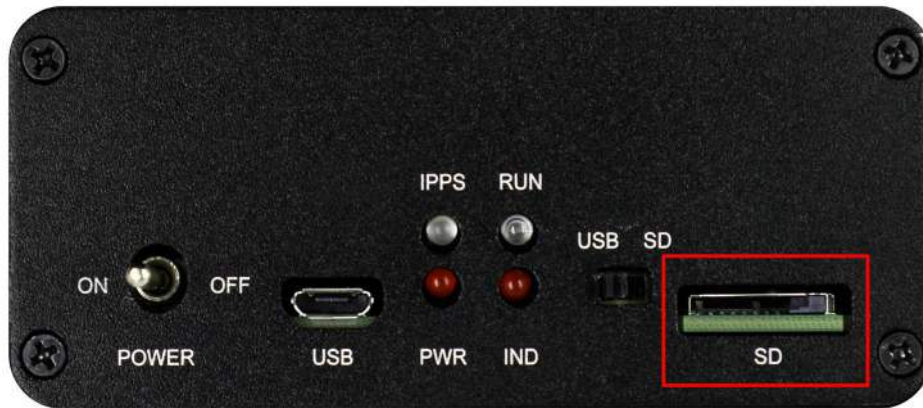 IPPS RUN
USB SD
ON OFF
POWER USB PWR IND SD